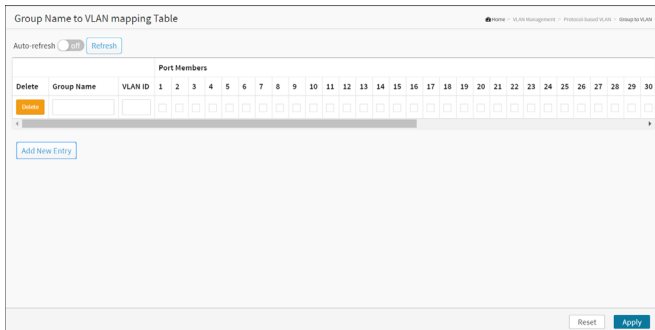 Group Name to VLAN mapping Table
Home > VLAN Management > Protocol-based VLAN > Group to VLAN
Auto-refresh off Refresh
Port Members
Delete Group Name VLAN ID 1 2 3 4 5 6 7 8 9 10 11 12 13 14 15 16 17 18 19 20 21 22 23 24 25 26 27 28 29 30
Delete
Add New Entry
Reset Apply